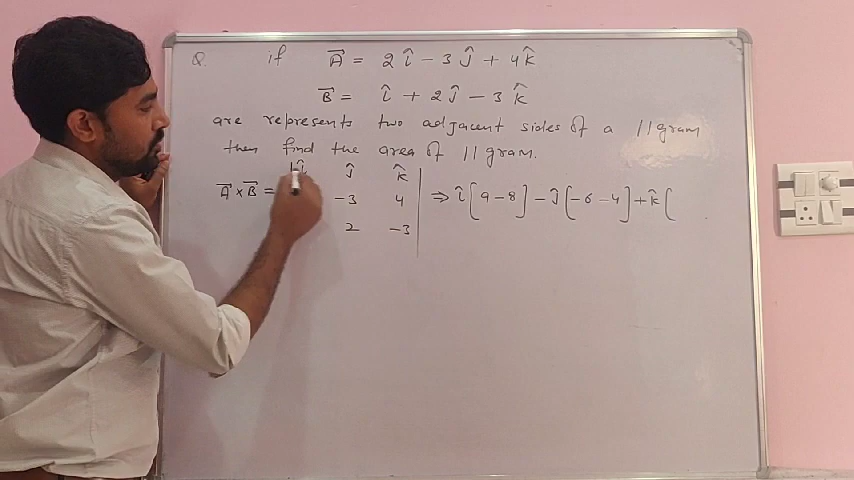 Q. if A⃗ = 2î - 3ĵ + 4k̂
B⃗ = î + 2ĵ - 3k̂
are represents two adjacent sides of a //gram
then find the area of //gram.
î ĵ k̂
A⃗ × B⃗ = -3 4 ⇒ î[9-8] - ĵ[-6-4] + k̂[
2 -3